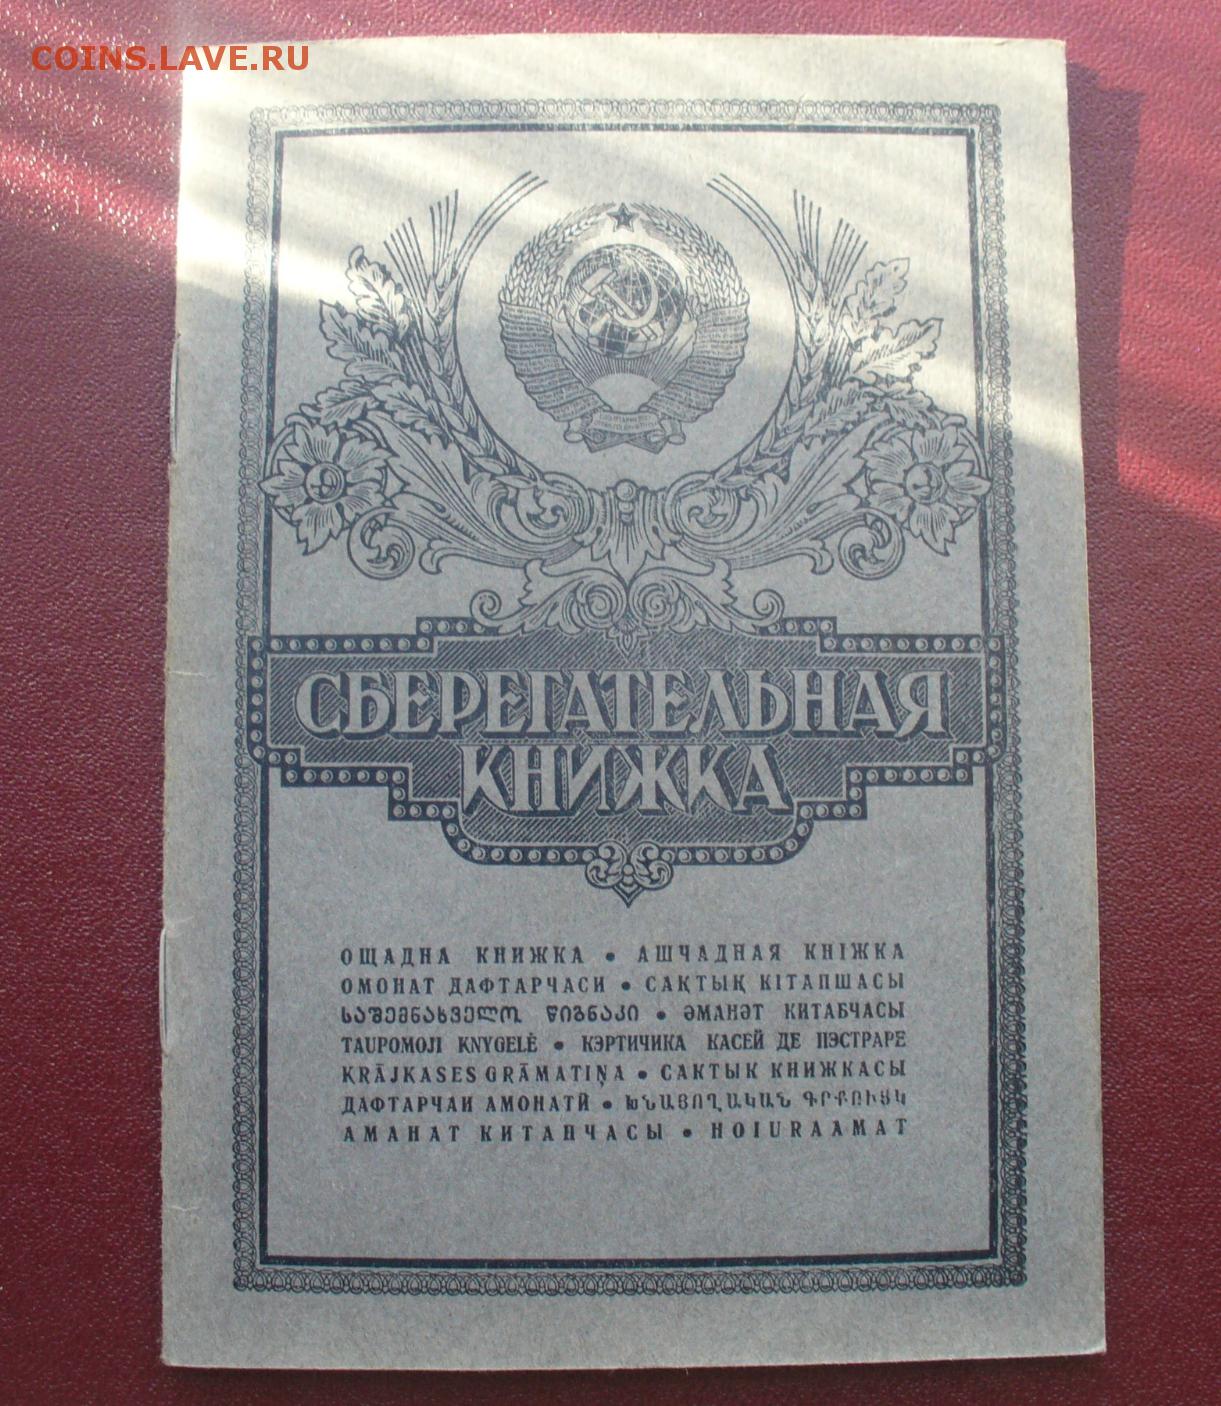 COINS.LAVE.RU
СБЕРЕГАТЕЛЬНАЯ
КНИЖКА
ОЩАДНА КНИЖКА • АШЧАДНАЯ КНІЖКА
ОМОНАТ ДАФТАРЧАСИ • САҚТЫҚ КІТАПШАСЫ
ᲡᲐᲨᲔᲛᲜᲐᲮᲕᲔᲚᲝ ᲬᲘᲒᲜᲐᲙᲘ • ӘМАНӘТ КИТАБЧАСЫ
TAUPOMOJI KNYGELĖ • КЭРТИЧИКА КАСЕЙ ДЕ ПЭСТРАРЕ
KRĀJKASES GRĀMATIŅA • САКТЫК КНИЖКАСЫ
ДАФТАРЧАИ АМОНАТӢ • ԽՆԱՅՈՂԱԿԱՆ ԳՐՔՈՒՅԿ
АМАНАТ КИТАПЧАСЫ • HOIURAAMAT